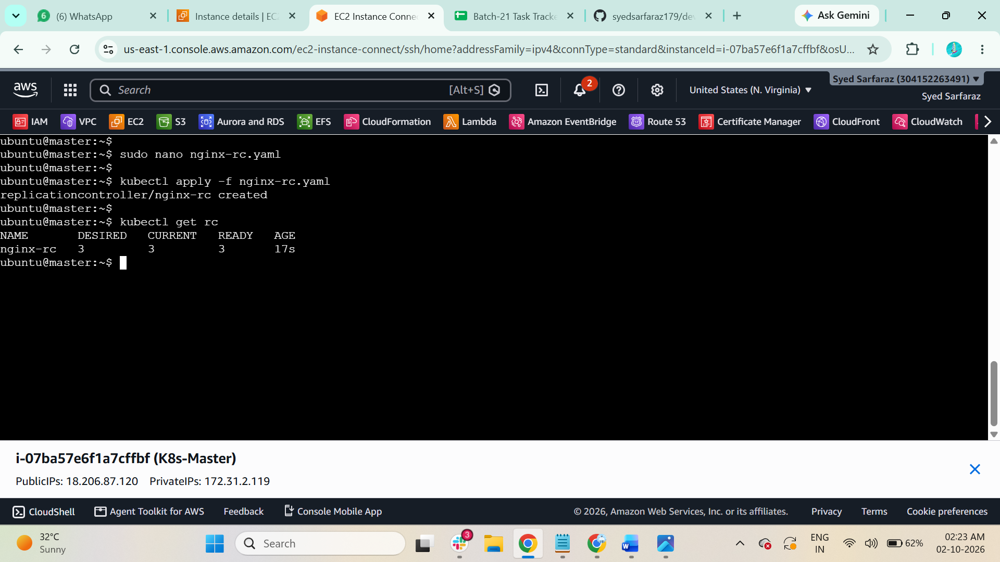 6 (6) WhatsApp
Instance details | EC
EC2 Instance Conne
Batch-21 Task Tracke
syedsarfaraz179/de
Ask Gemini
us-east-1.console.aws.amazon.com/ec2-instance-connect/ssh/home?addressFamily=ipv4&connType=standard&instanceId=i-07ba57e6f1a7cffbf&osU...
aws
Search
[Alt+S]
2
United States (N. Virginia)
Syed Sarfaraz (304152263491)
Syed Sarfaraz
IAM VPC EC2 S3 Aurora and RDS EFS CloudFormation Lambda Amazon EventBridge Route 53 Certificate Manager CloudFront CloudWatch
ubuntu@master:~$
ubuntu@master:~$ sudo nano nginx-rc.yaml
ubuntu@master:~$
ubuntu@master:~$ kubectl apply -f nginx-rc.yaml
replicationcontroller/nginx-rc created
ubuntu@master:~$
ubuntu@master:~$ kubectl get rc
NAME DESIRED CURRENT READY AGE
nginx-rc 3 3 3 17s
ubuntu@master:~$
i-07ba57e6f1a7cffbf (K8s-Master)
PublicIPs: 18.206.87.120 PrivateIPs: 172.31.2.119
CloudShell Agent Toolkit for AWS Feedback Console Mobile App © 2026, Amazon Web Services, Inc. or its affiliates. Privacy Terms Cookie preferences
32°C
Sunny
Search
3
W
ENG
IN
62%
02:23 AM
02-10-2026